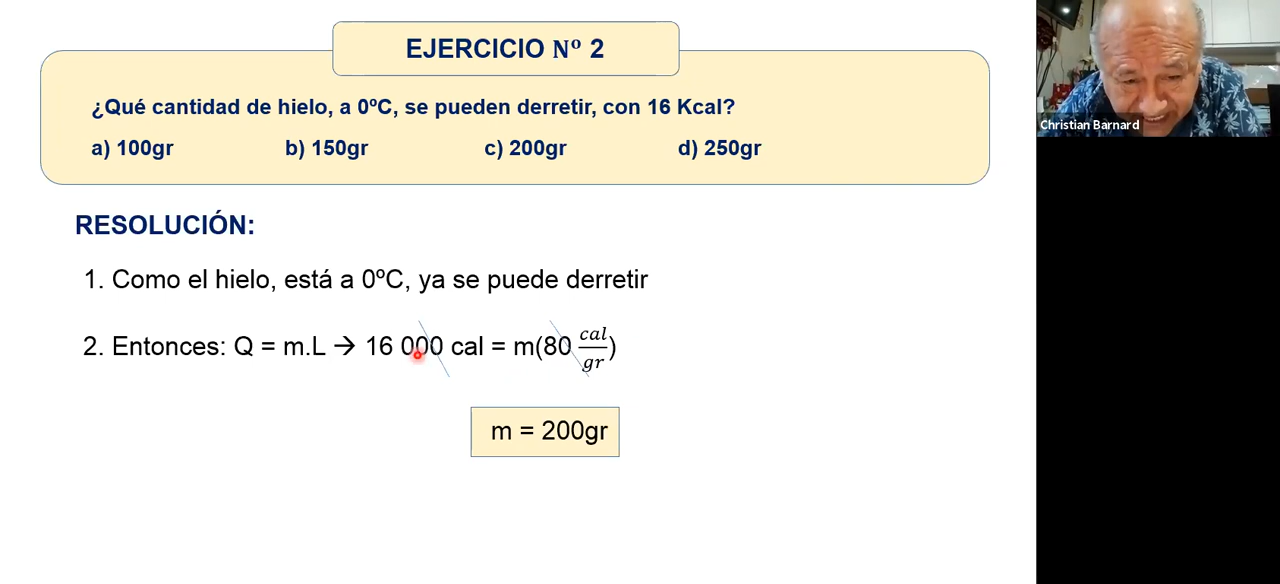 EJERCICIO Nº 2
¿Qué cantidad de hielo, a 0ºC, se pueden derretir, con 16 Kcal?
a) 100gr b) 150gr c) 200gr d) 250gr
Christian Barnard
RESOLUCIÓN:
1. Como el hielo, está a 0ºC, ya se puede derretir
2. Entonces: Q = m.L → 16 000 cal = m(80 cal/gr)
m = 200gr